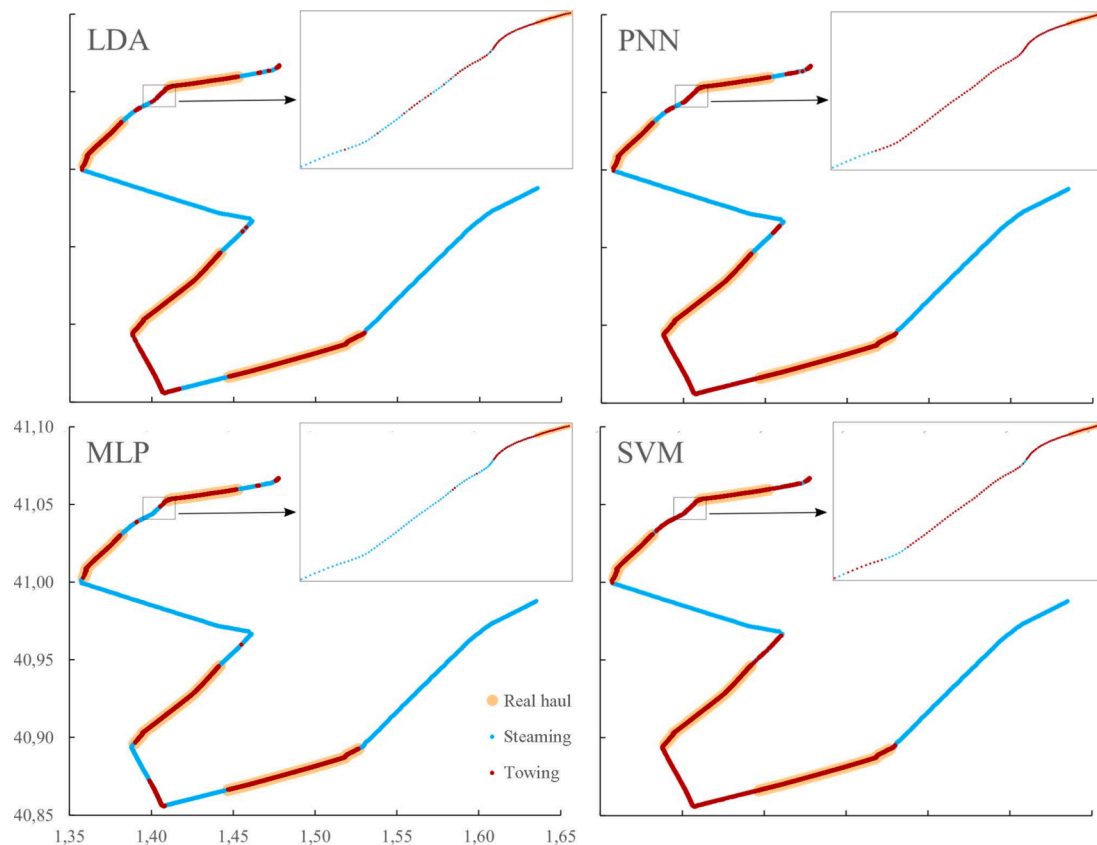 LDA
PNN
41,10
MLP
SVM
41,05
41,00
40,95
40,90
Real haul
Steaming
Towing
40,85
1,35 1,40 1,45 1,50 1,55 1,60 1,65